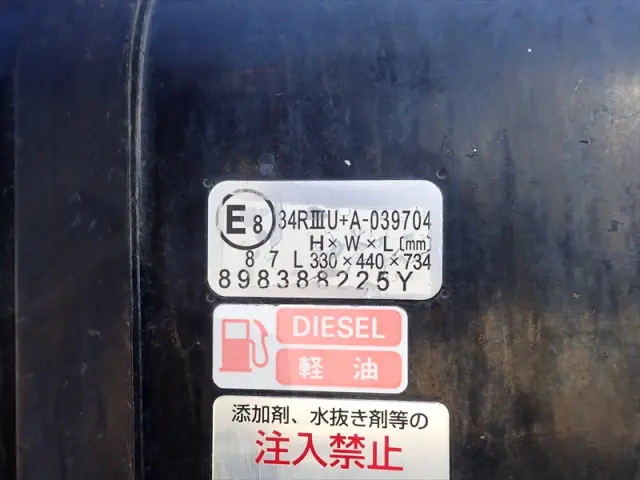 E8 34RⅢU+A-039704
H×W×L(mm)
87L 330×440×734
898388225Y
DIESEL
軽油
添加剤、水抜き剤等の
注入禁止